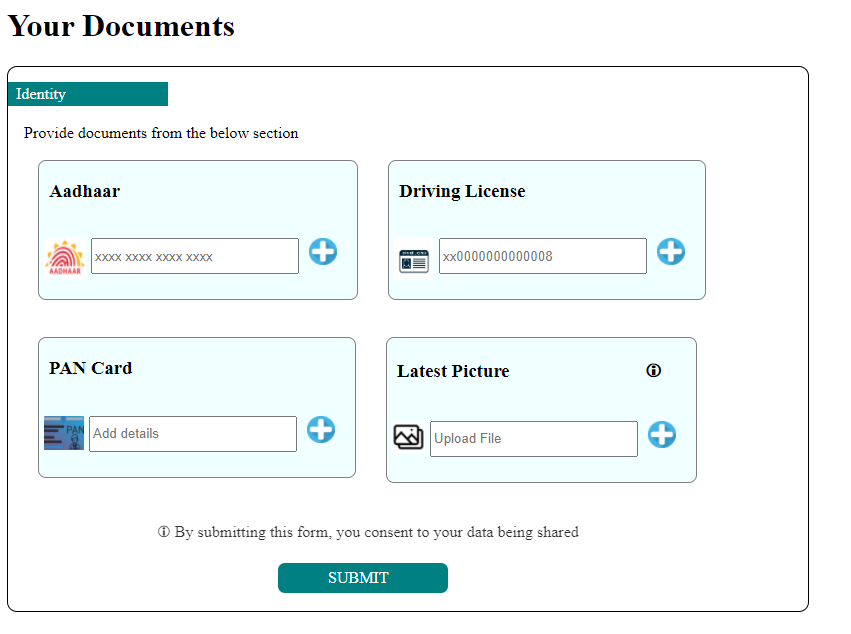 Your Documents
Identity
Provide documents from the below section
Aadhaar
Driving License
AADHAAR
xxxx xxxx xxxx xxxx
xx0000000000008
PAN Card
Latest Picture
PAN
Add details
Upload File
By submitting this form, you consent to your data being shared
SUBMIT